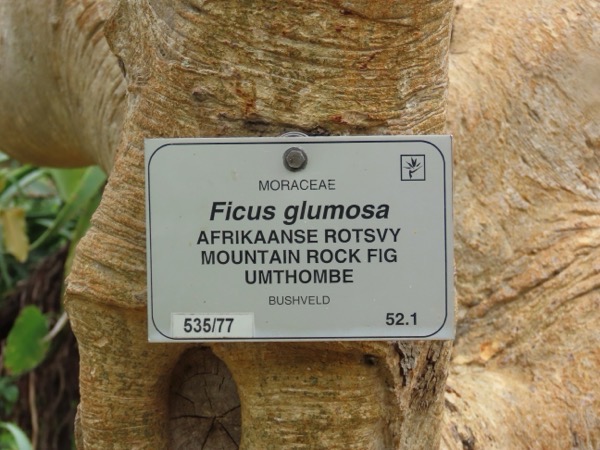 MORACEAE
Ficus glumosa
AFRIKAANSE ROTSVY
MOUNTAIN ROCK FIG
UMTHOMBE
BUSHVELD
535/77
52.1